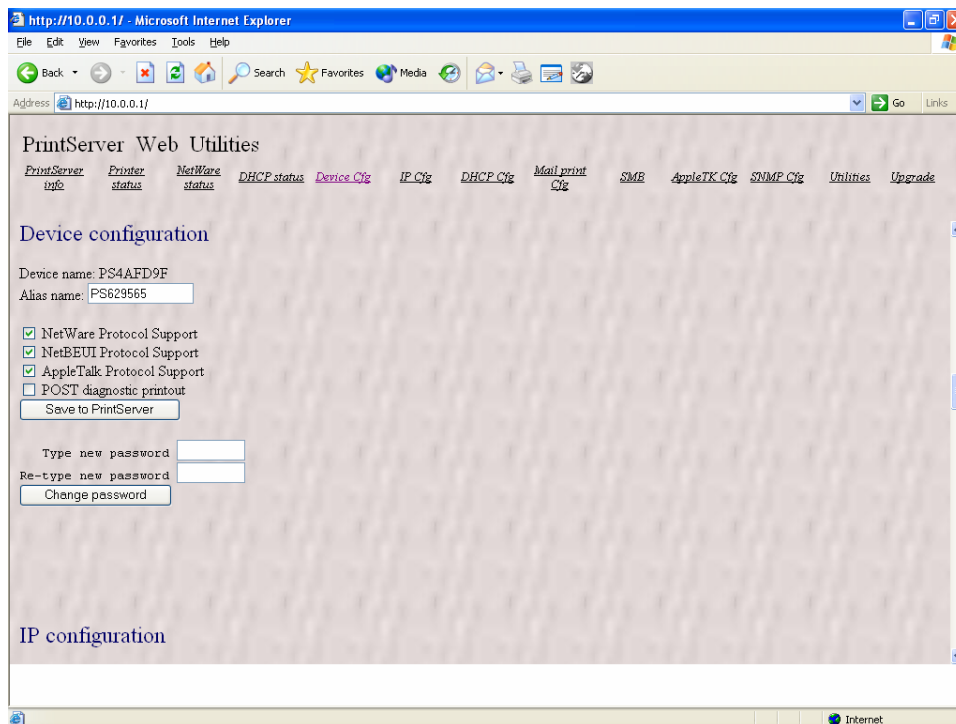 http://10.0.0.1/ - Microsoft Internet Explorer
File Edit View Favorites Tools Help
Back Search Favorites Media
Address http://10.0.0.1/ Go Links
PrintServer Web Utilities
PrintServer info Printer status NetWare status DHCP status Device Cfg IP Cfg DHCP Cfg Mail print Cfg SMB AppleTK Cfg SNMP Cfg Utilities Upgrade
Device configuration
Device name: PS4AFD9F
Alias name: PS629565
NetWare Protocol Support
NetBEUI Protocol Support
AppleTalk Protocol Support
POST diagnostic printout
Save to PrintServer
Type new password
Re-type new password
Change password
IP configuration
Internet